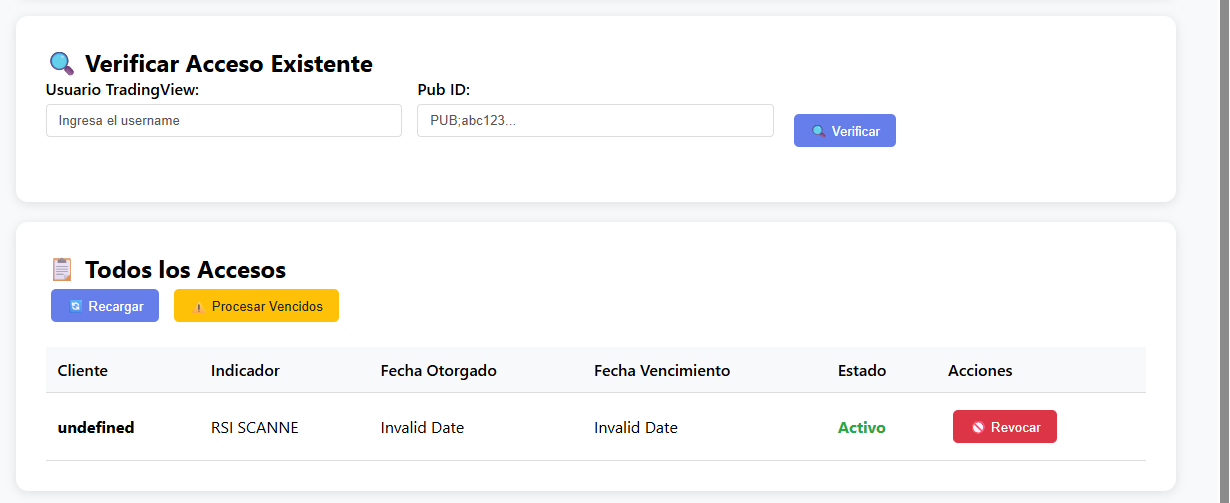 Verificar Acceso Existente
Usuario TradingView: Pub ID:
Ingresa el username PUB;abc123... Verificar
Todos los Accesos
Recargar Procesar Vencidos
Cliente Indicador Fecha Otorgado Fecha Vencimiento Estado Acciones
undefined RSI SCANNE Invalid Date Invalid Date Activo Revocar